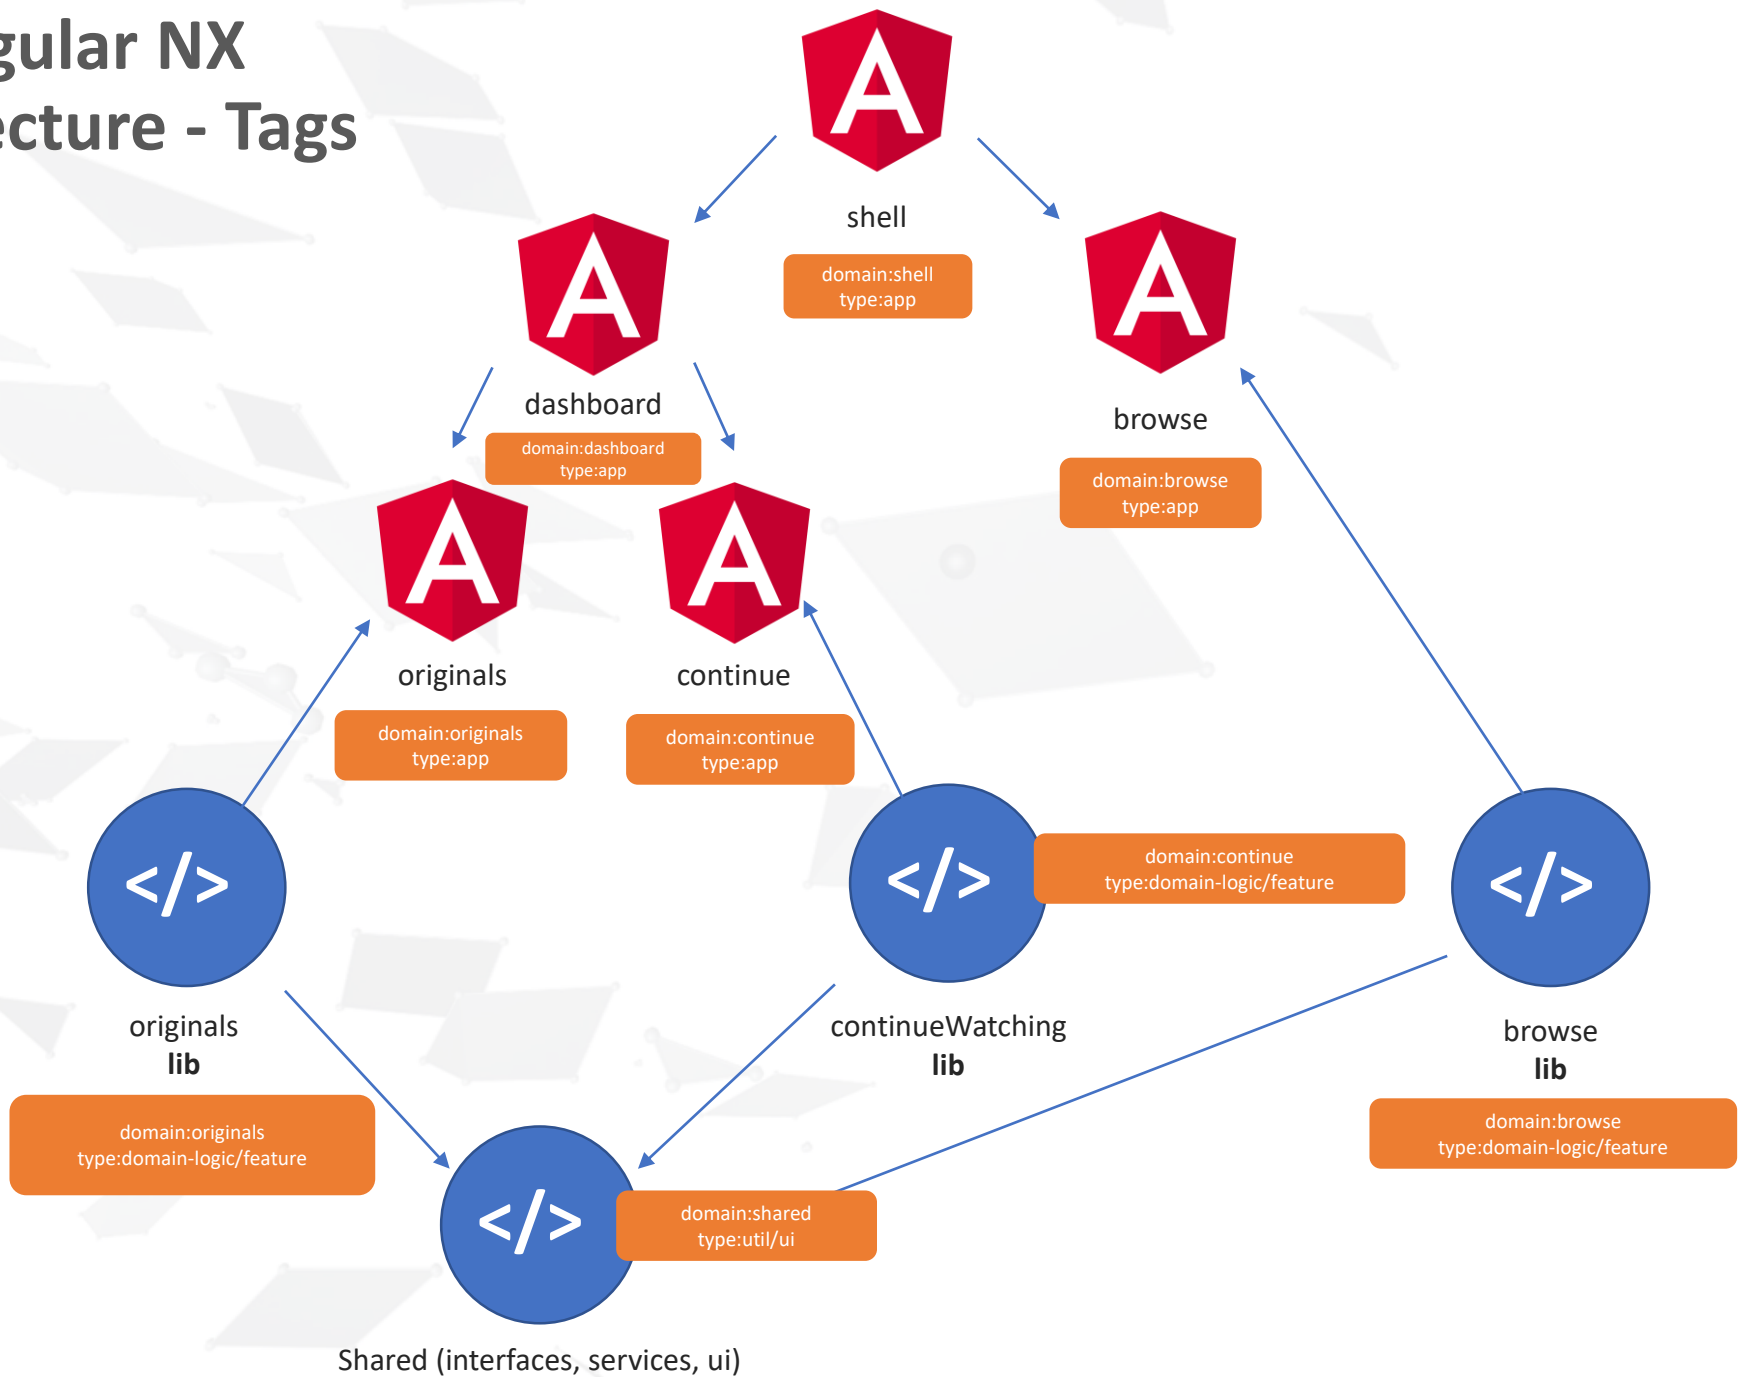 gular NX
ecture - Tags
shell
domain:shell
type:app
dashboard
domain:dashboard
type:app
browse
domain:browse
type:app
originals
domain:originals
type:app
continue
domain:continue
type:app
</>
</>
domain:continue
type:domain-logic/feature
</>
originals
lib
domain:originals
type:domain-logic/feature
continueWatching
lib
browse
lib
domain:browse
type:domain-logic/feature
</>
domain:shared
type:util/ui
Shared (interfaces, services, ui)